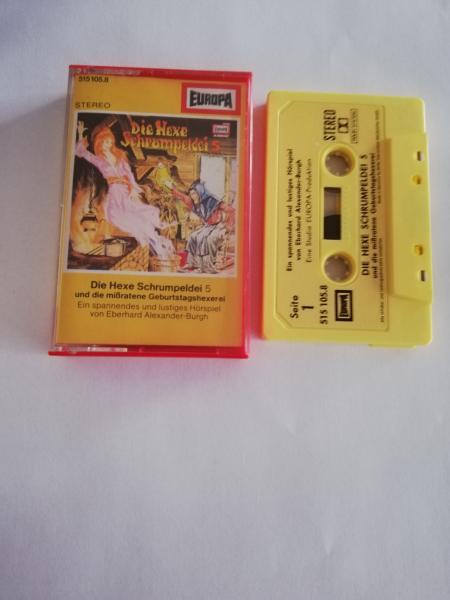 515 105.8
EUROPA
STEREO
Die Hexe
Schrumpeldei 5
Die Hexe Schrumpeldei 5
und die mißratene Geburtstagshexerei
Ein spannendes und lustiges Hörspiel
von Eberhard Alexander-Burgh
Ein spannendes und lustiges Hörspiel
von Eberhard Alexander-Burgh
Eine Studio EUROPA Produktion
STEREO
Seite
1
515 105.8
DIE HEXE SCHRUMPELDEI 5
und die mißratene Geburtstagshexerei